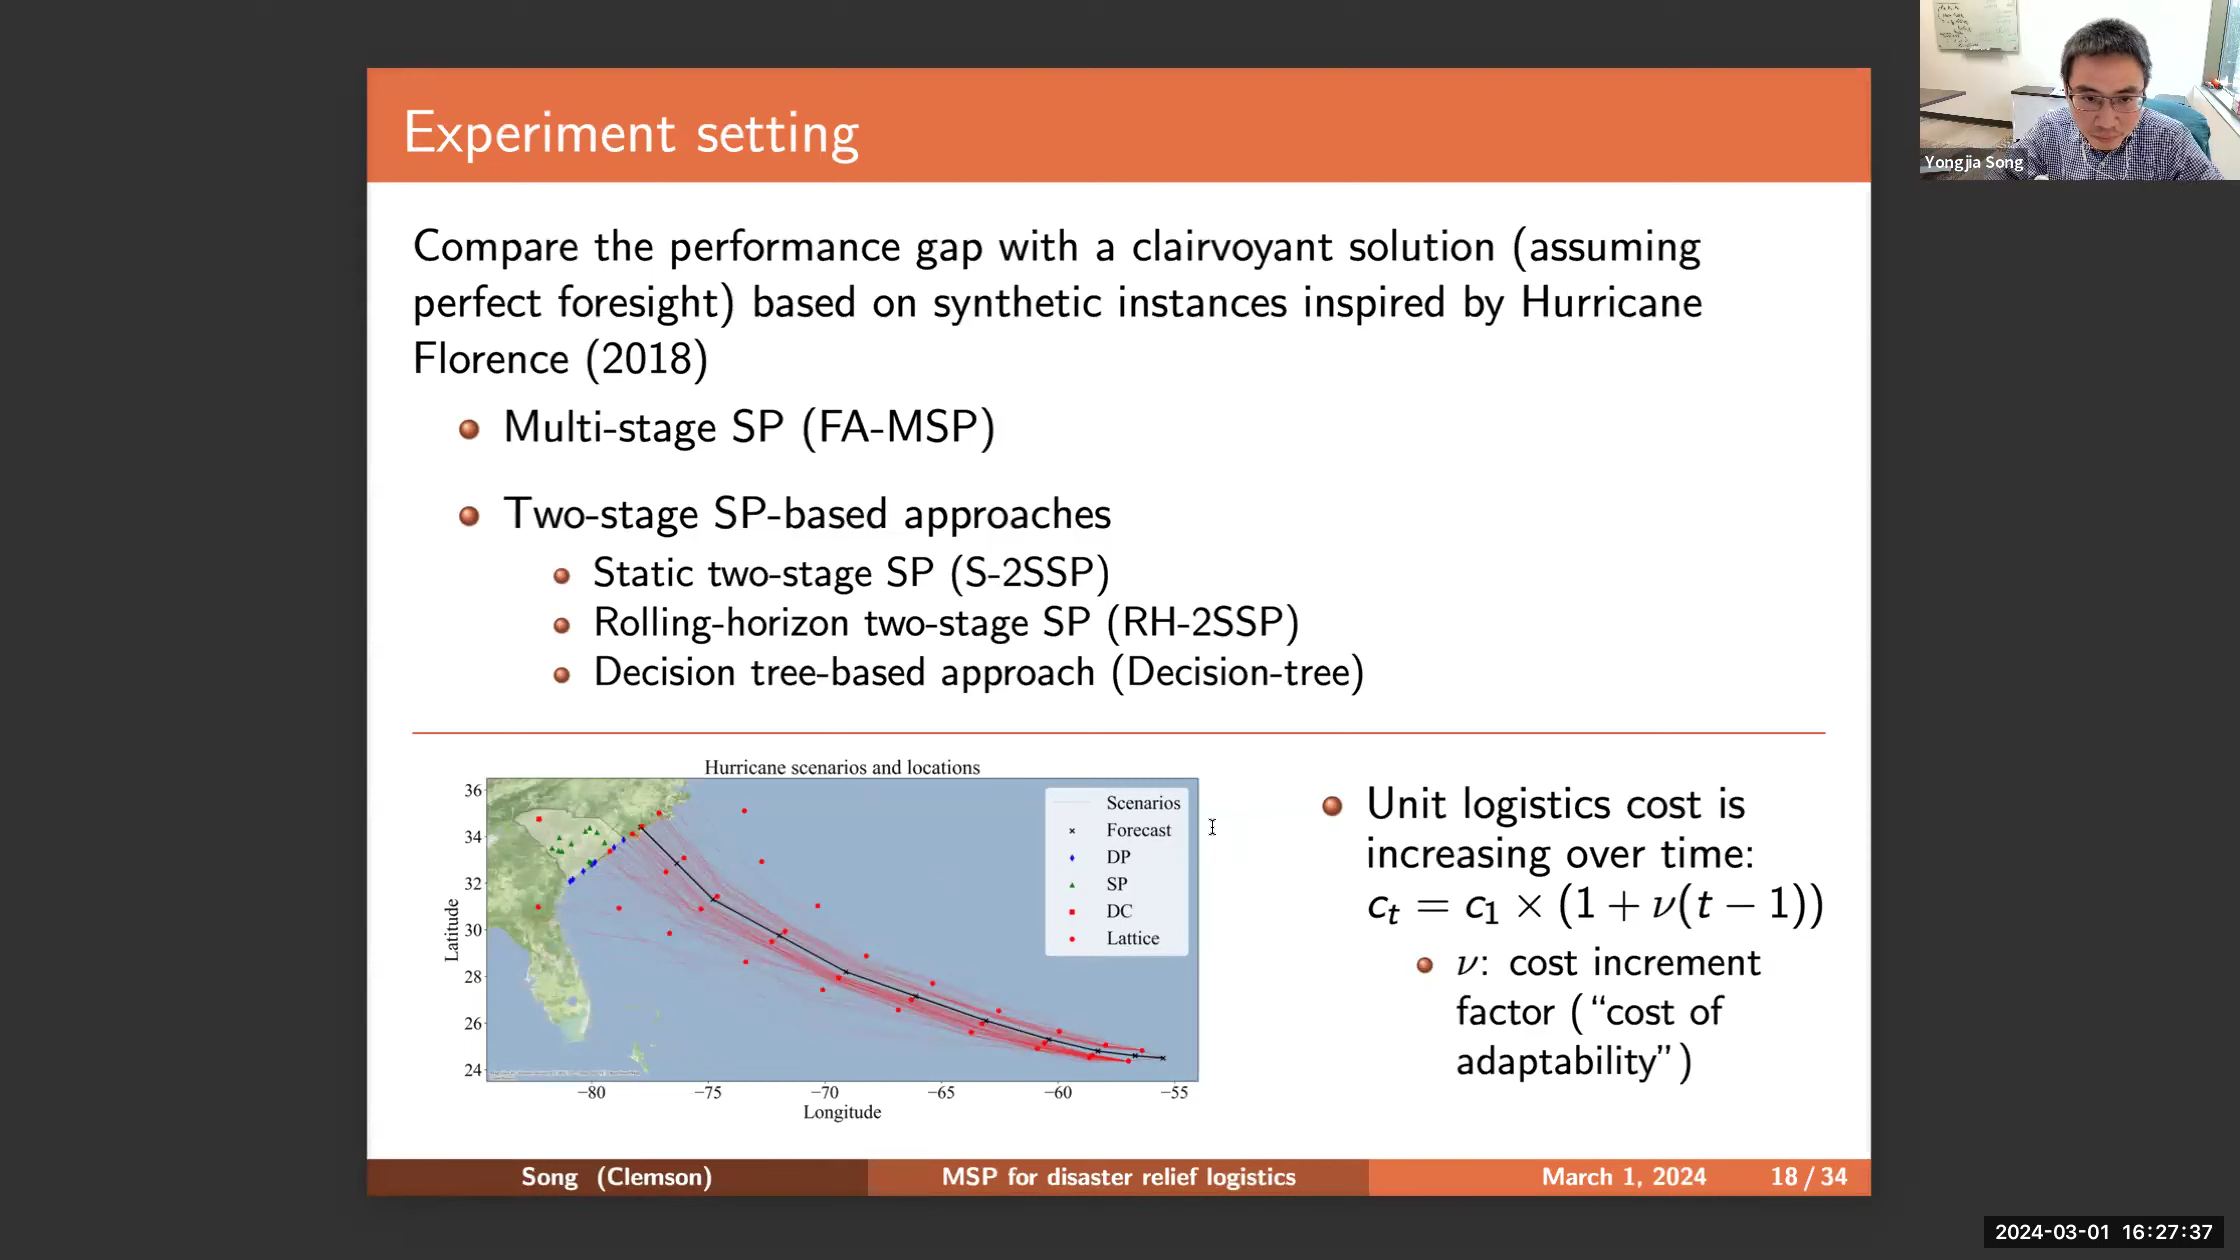 Experiment setting
Compare the performance gap with a clairvoyant solution (assuming
perfect foresight) based on synthetic instances inspired by Hurricane
Florence (2018)
Multi-stage SP (FA-MSP)
Two-stage SP-based approaches
Static two-stage SP (S-2SSP)
Rolling-horizon two-stage SP (RH-2SSP)
Decision tree-based approach (Decision-tree)
Hurricane scenarios and locations
36
34
32
30
28
26
24
Latitude
−80
−75
−70
−65
−60
−55
Longitude
Scenarios
Forecast
DP
SP
DC
Lattice
Unit logistics cost is
increasing over time:
c_t = c_1 × (1 + ν(t − 1))
ν: cost increment
factor (“cost of
adaptability”)
Song (Clemson)
MSP for disaster relief logistics
March 1, 2024
18 / 34
Yongjia Song
2024-03-01 16:27:37